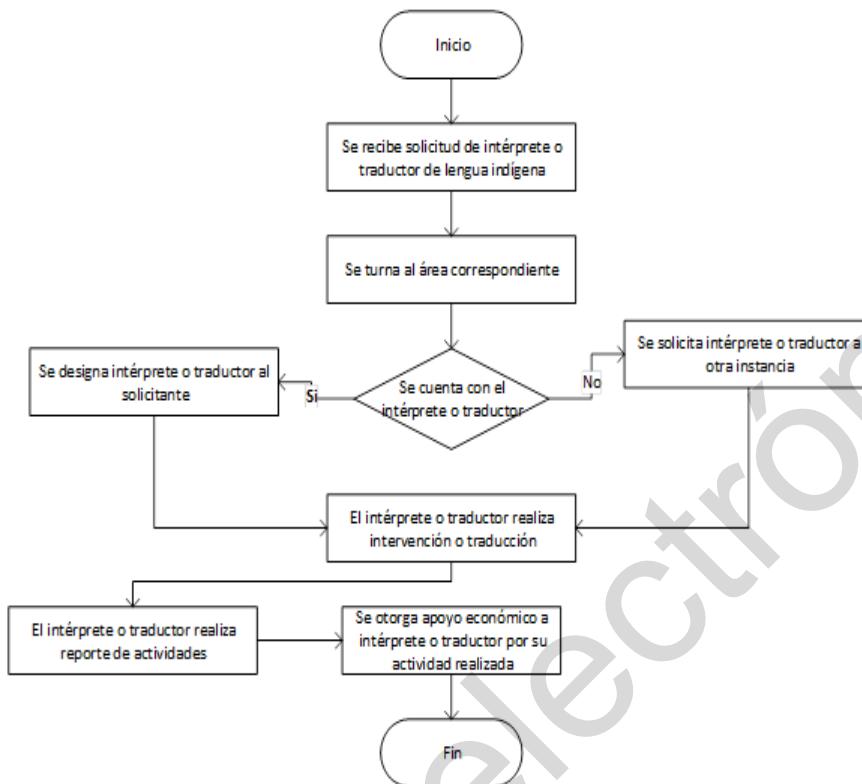 Inicio
Se recibe solicitud de intérprete o
traductor de lengua indígena
Se turna al área correspondiente
Se cuenta con el
intérprete o traductor
Si
No
Se designa intérprete o traductor al
solicitante
Se solicita intérprete o traductor a
otra instancia
El intérprete o traductor realiza
intervención o traducción
El intérprete o traductor realiza
reporte de actividades
Se otorga apoyo económico a
intérprete o traductor por su
actividad realizada
Fin
electrón